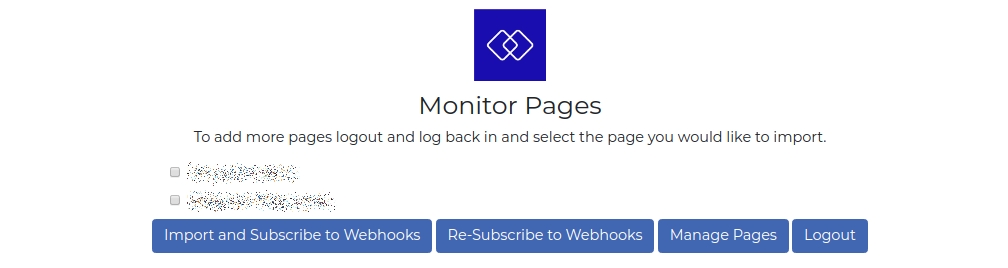 Monitor Pages
To add more pages logout and log back in and select the page you would like to import.
Import and Subscribe to Webhooks Re-Subscribe to Webhooks Manage Pages Logout